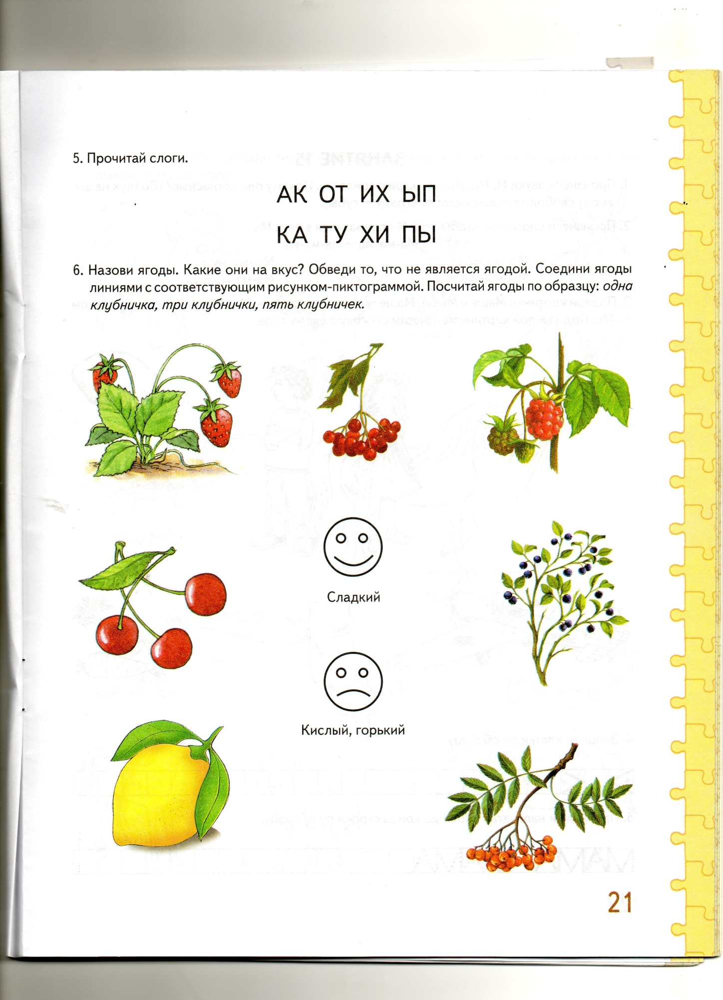 5. Прочитай слоги.
АК ОТ ИХ ЫП
КА ТУ ХИ ПЫ
6. Назови ягоды. Какие они на вкус? Обведи то, что не является ягодой. Соедини ягоды
линиями с соответствующим рисунком-пиктограммой. Посчитай ягоды по образцу: одна
клубничка, три клубнички, пять клубничек.
Сладкий
Кислый, горький
21